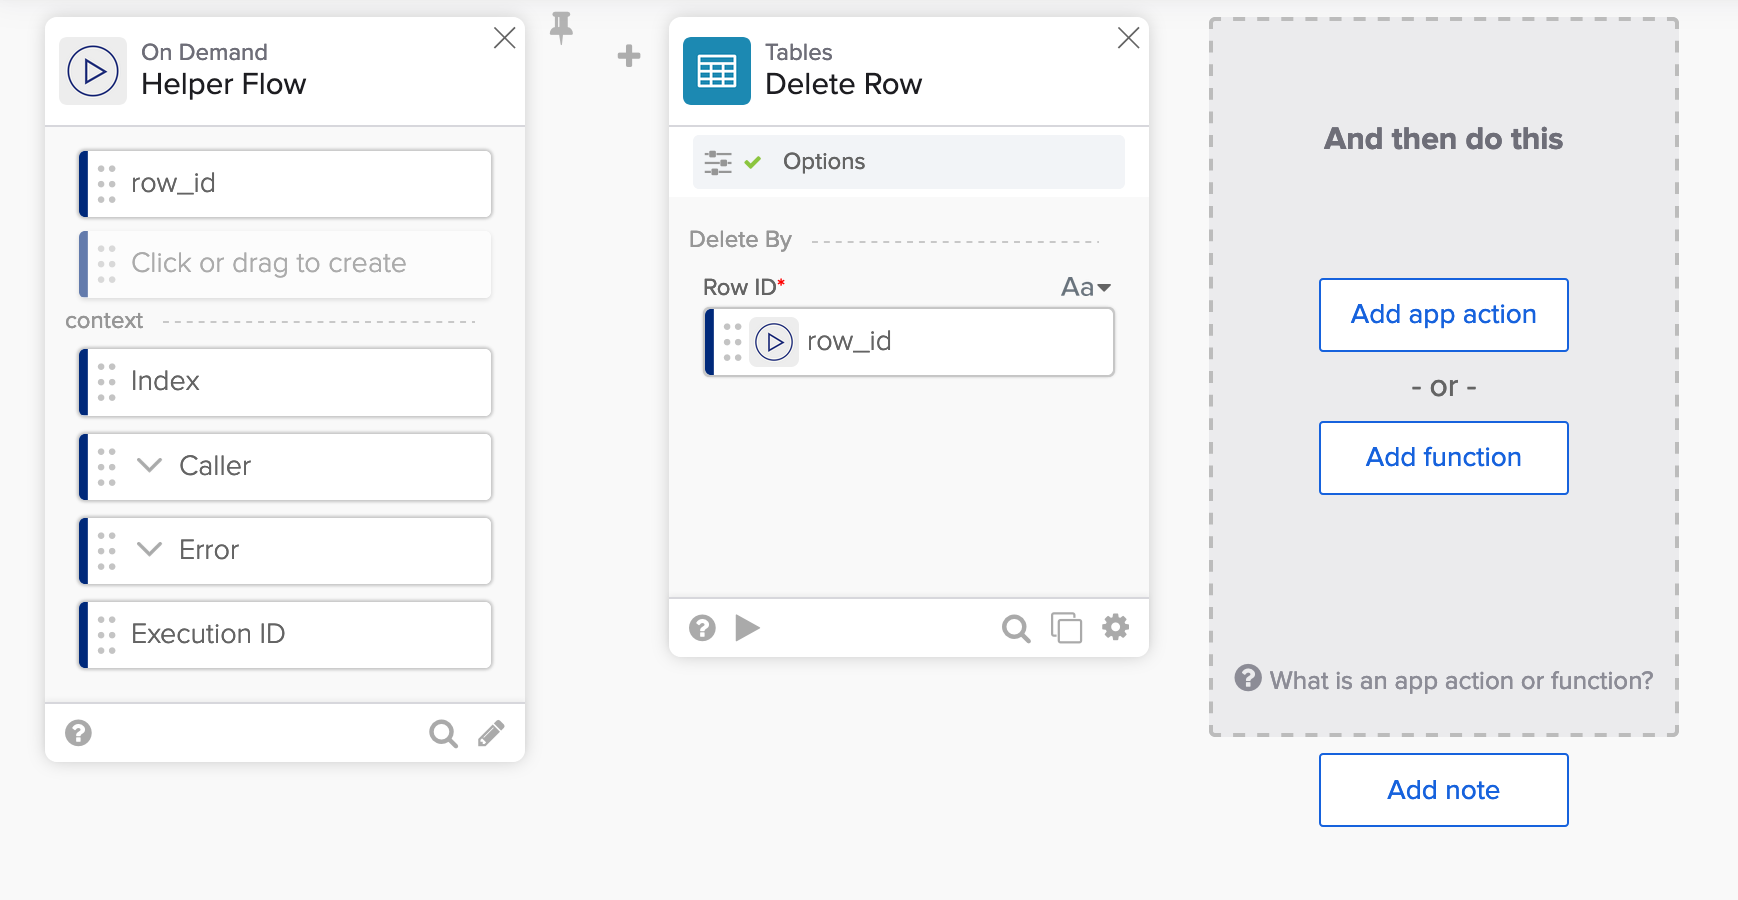 On Demand
Helper Flow
row_id
Click or drag to create
context
Index
Caller
Error
Execution ID
Tables
Delete Row
Options
Delete By
Row ID*
Aa
row_id
And then do this
Add app action
- or -
Add function
What is an app action or function?
Add note